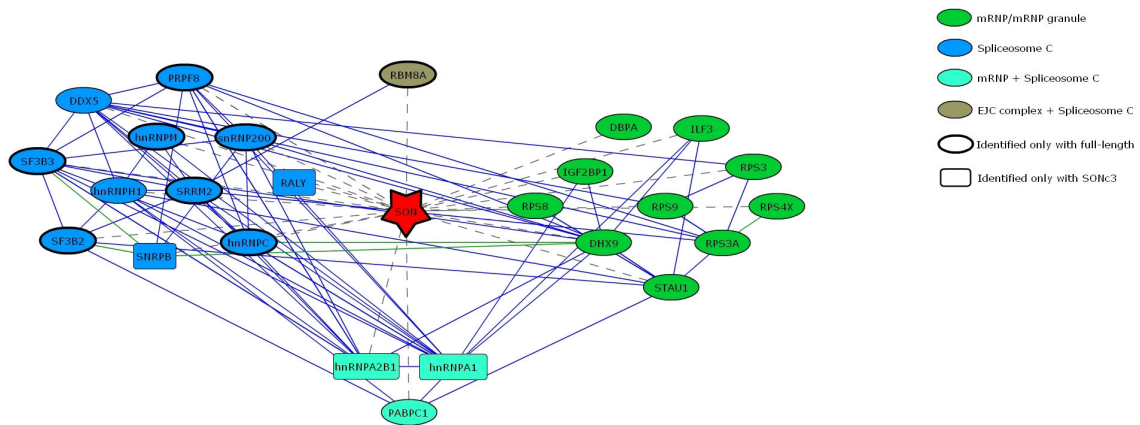 PRPF8
RBM8A
DDX5
DBPA
ILF3
hnRNPM
snRNP200
SF3B3
IGF2BP1
RPS3
hnRNPH1
SRRM2
RALY
SON
RPS8
RPS9
RPS4X
SF3B2
SNRPB
hnRNPC
DHX9
RPS3A
STAU1
hnRNPA2B1
hnRNPA1
PABPC1
mRNP/mRNP granule
Spliceosome C
mRNP + Spliceosome C
EJC complex + Spliceosome C
Identified only with full-length
Identified only with SONc3